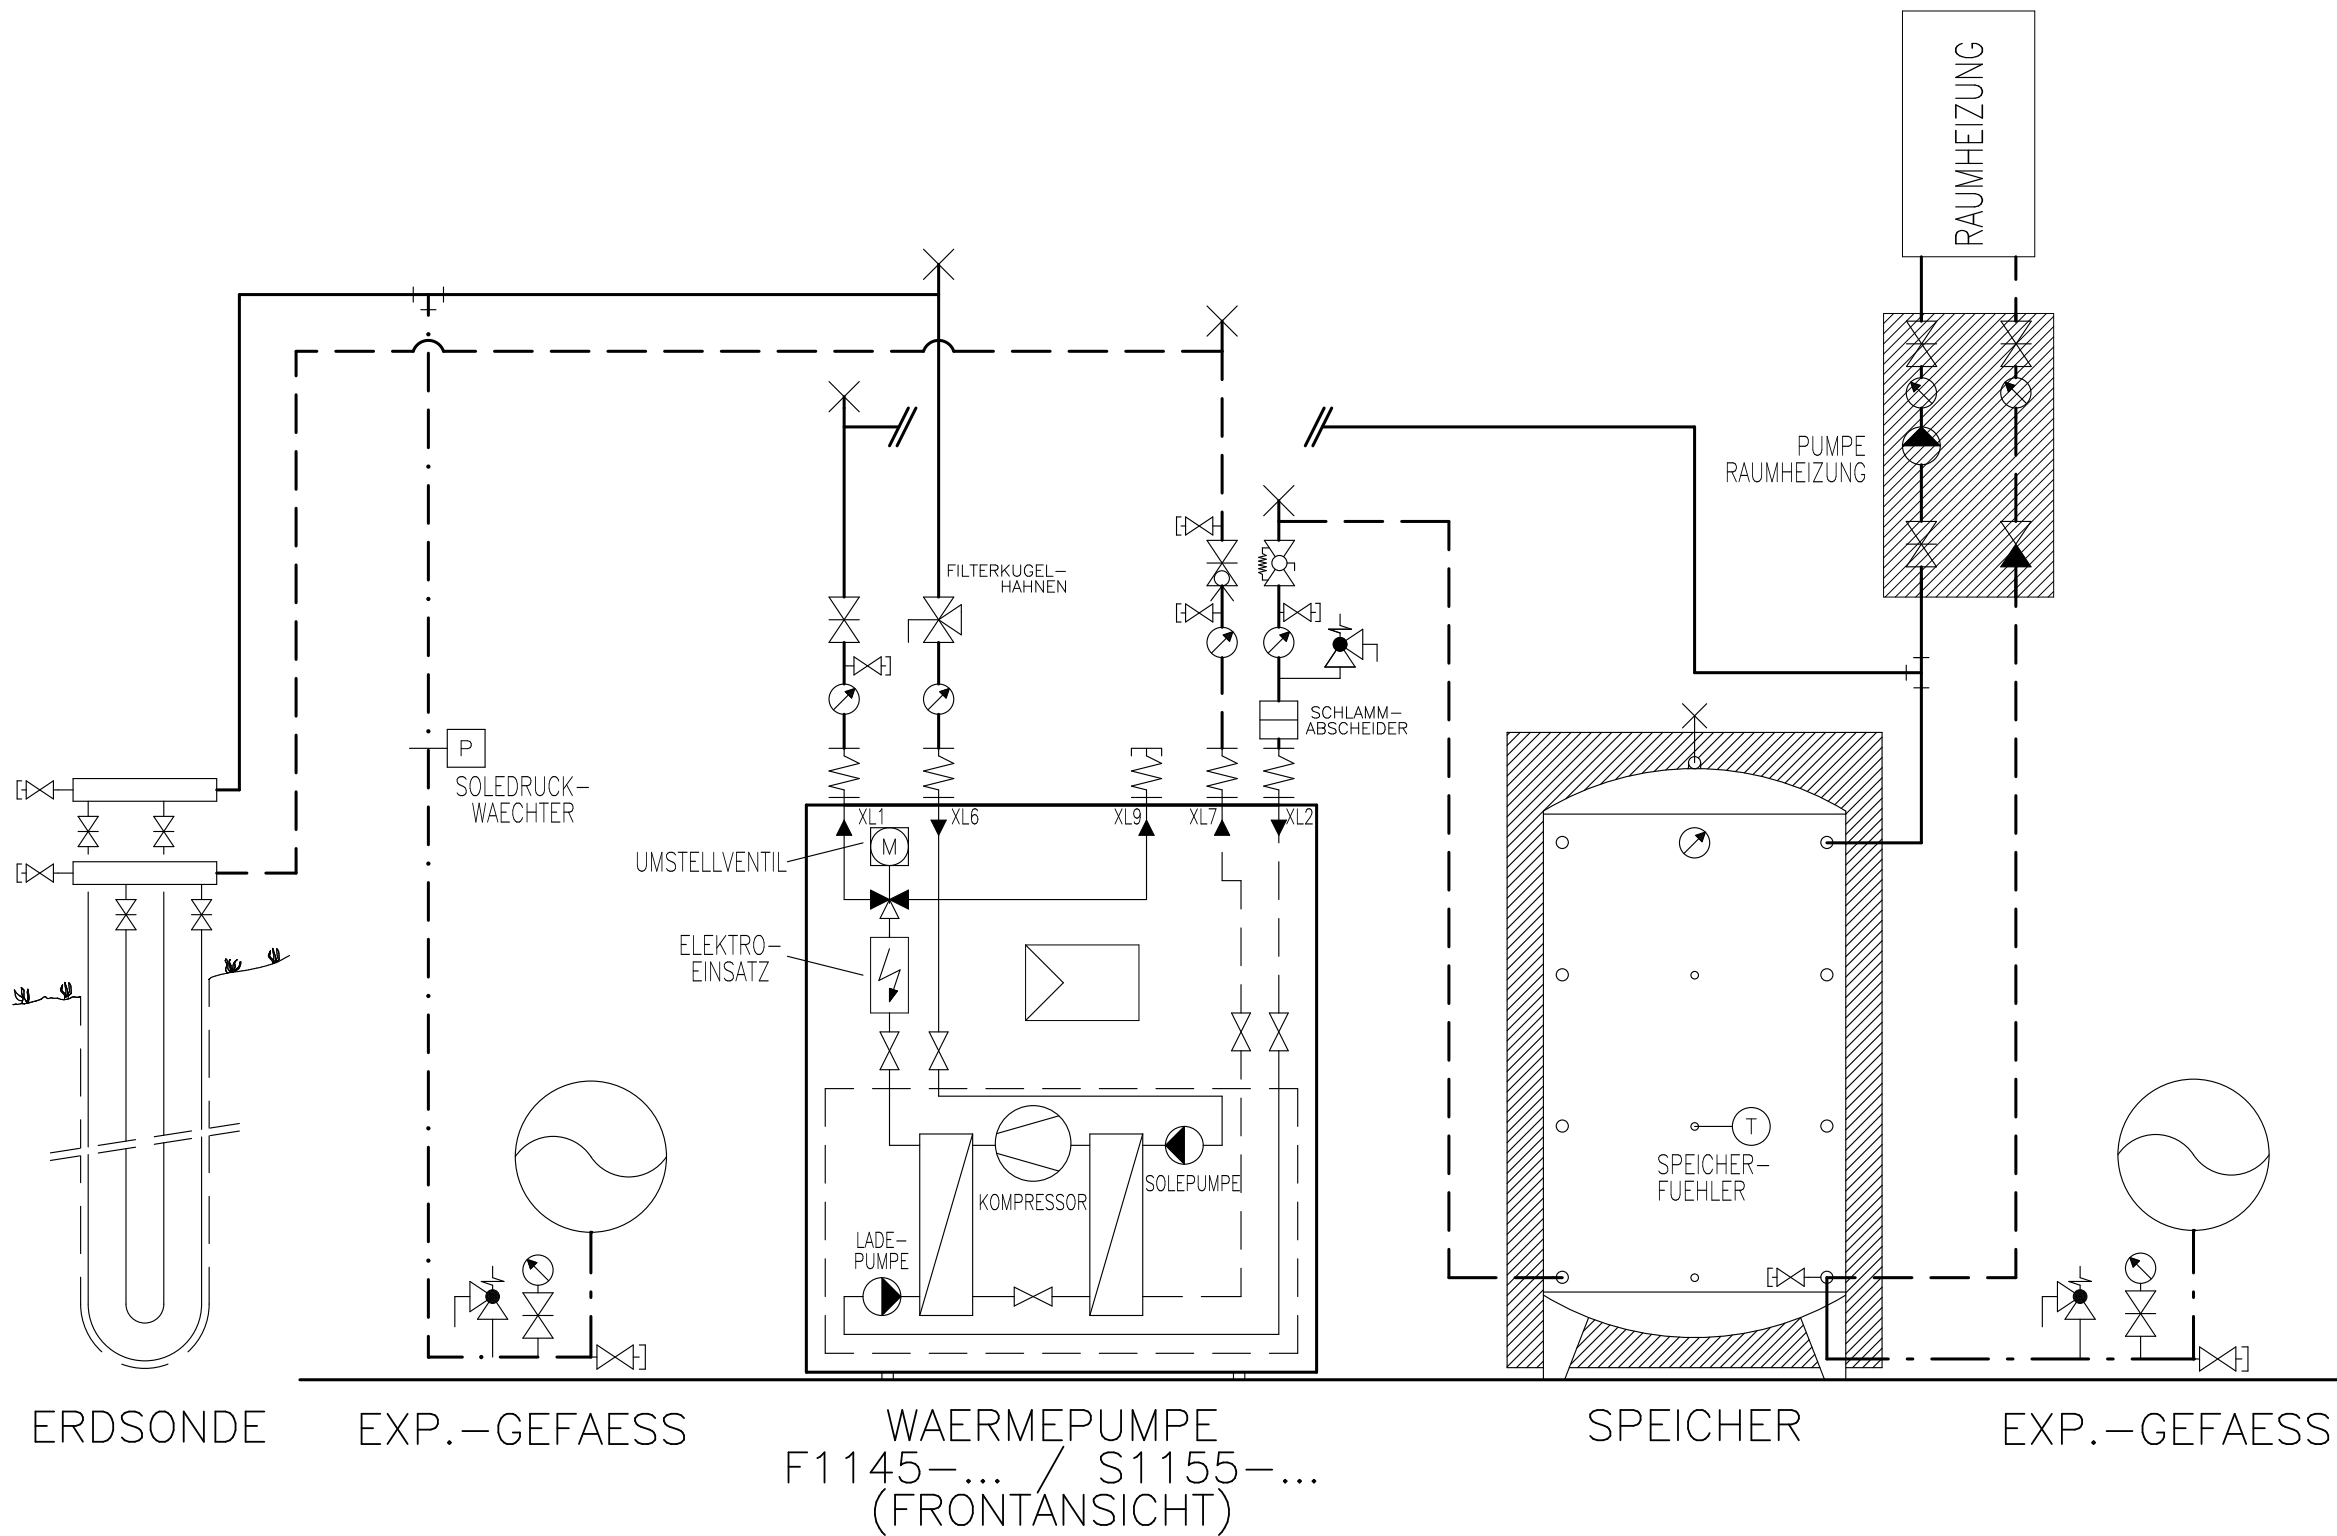 RAUMHEIZUNG
PUMPE
RAUMHEIZUNG
FILTERKUGEL-
HAHNEN
SCHLAMM-
ABSCHEIDER
P
SOLEDRUCK-
WAECHTER
XL1
XL6
XL9
XL7
XL2
M
UMSTELLVENTIL
ELEKTRO-
EINSATZ
T
SPEICHER-
FUEHLER
SOLEPUMPE
KOMPRESSOR
LADE-
PUMPE
ERDSONDE
EXP.-GEFAESS
WAERMEPUMPE
F1145-... / S1155-...
(FRONTANSICHT)
SPEICHER
EXP.-GEFAESS